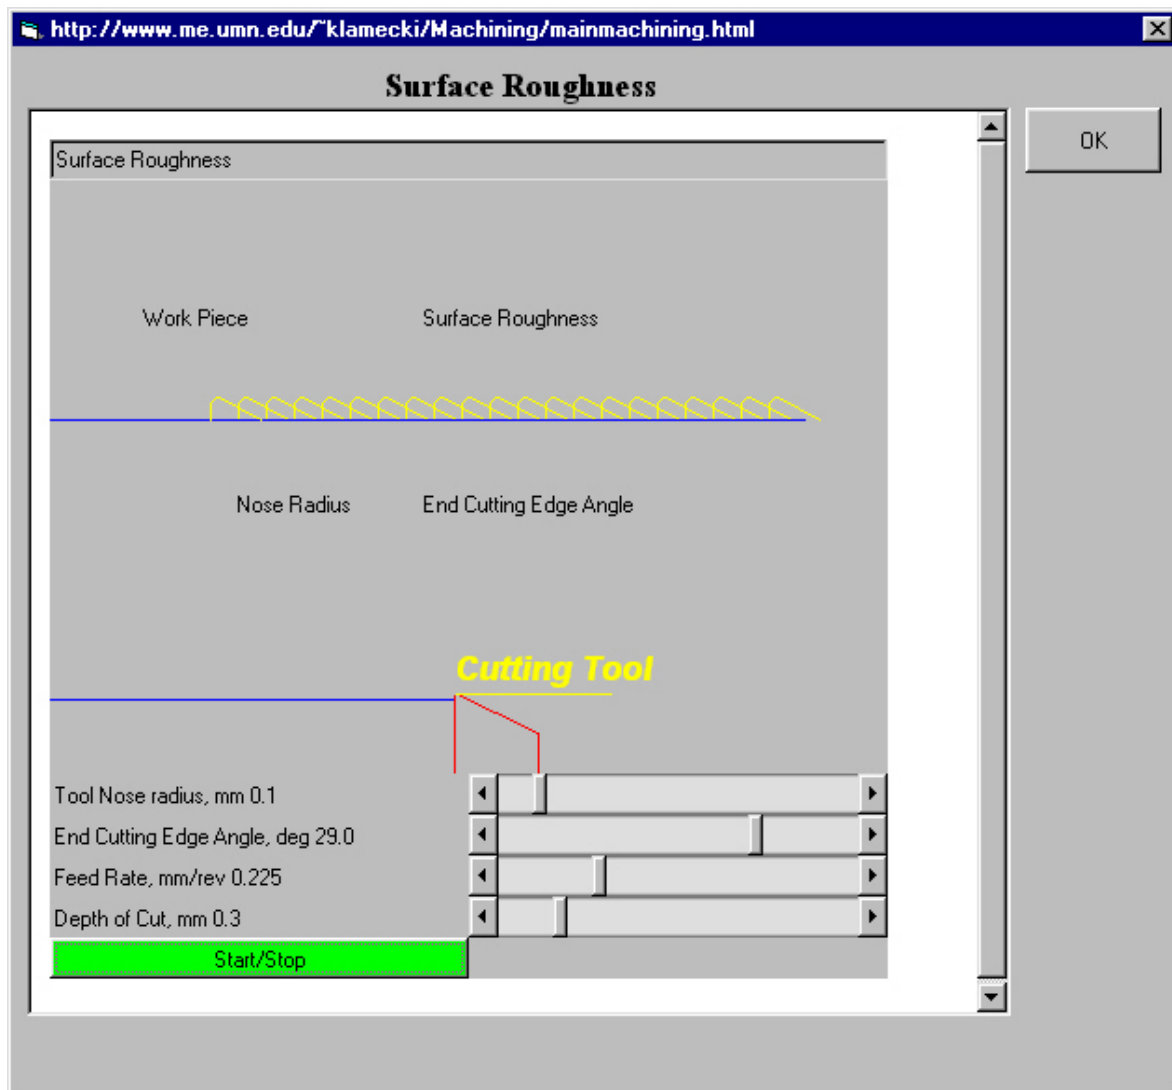 http://www.me.umn.edu/~klamecki/Machining/mainmachining.html
Surface Roughness
OK
Surface Roughness
Work Piece Surface Roughness
Nose Radius End Cutting Edge Angle
Cutting Tool
Tool Nose radius, mm 0.1
End Cutting Edge Angle, deg 29.0
Feed Rate, mm/rev 0.225
Depth of Cut, mm 0.3
Start/Stop